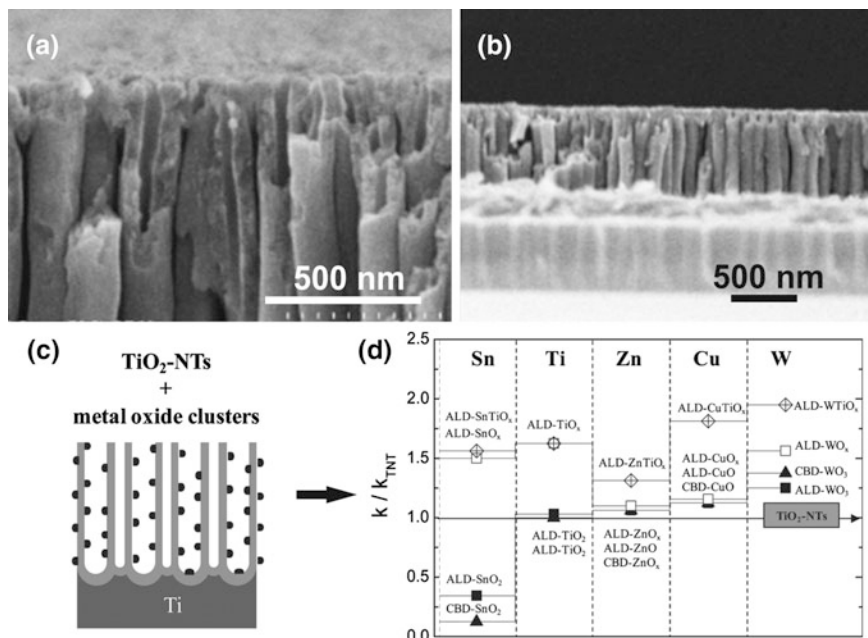 (a)
500 nm
(b)
500 nm
(c)
TiO₂-NTs
+
metal oxide clusters
Ti
(d)
k / kTNT
2.5
2.0
1.5
1.0
0.5
0.0
Sn
Ti
Zn
Cu
W
ALD-SnTiOₓ
ALD-SnOₓ
ALD-SnO₂
CBD-SnO₂
ALD-TiOₓ
ALD-TiO₂
ALD-TiO₂
ALD-ZnTiOₓ
ALD-ZnOₓ
ALD-ZnO
CBD-ZnOₓ
ALD-CuTiOₓ
ALD-CuOₓ
ALD-CuO
CBD-CuO
ALD-WTiOₓ
ALD-WOₓ
CBD-WO₃
ALD-WO₃
TiO₂-NTs